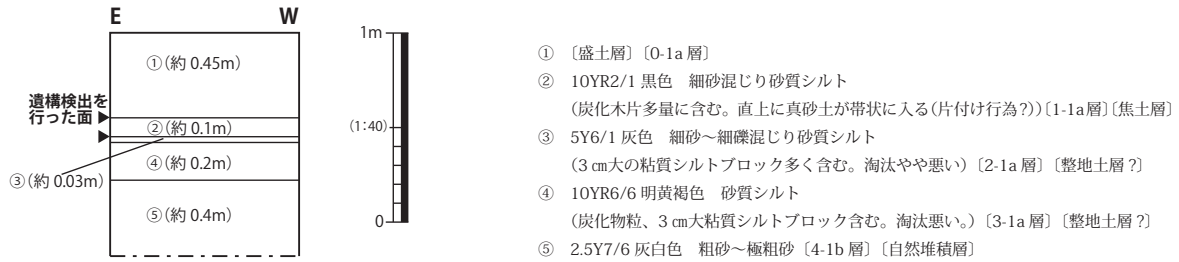 E W
①(約 0.45m)
遺構検出を
行った面
②(約 0.1m)
④(約 0.2m)
③(約 0.03m)
⑤(約 0.4m)
1m
(1:40)
0
① 〔盛土層〕〔0-1a 層〕
② 10YR2/1 黒色 細砂混じり砂質シルト
(炭化木片多量に含む。直上に真砂土が帯状に入る(片付け行為?))〔1-1a層〕〔焦土層〕
③ 5Y6/1 灰色 細砂～細礫混じり砂質シルト
(3 ㎝大の粘質シルトブロック多く含む。淘汰やや悪い)〔2-1a 層〕〔整地土層 ?〕
④ 10YR6/6 明黄褐色 砂質シルト
(炭化物粒、3 ㎝大粘質シルトブロック含む。淘汰悪い。)〔3-1a 層〕〔整地土層 ?〕
⑤ 2.5Y7/6 灰白色 粗砂～極粗砂〔4-1b 層〕〔自然堆積層〕